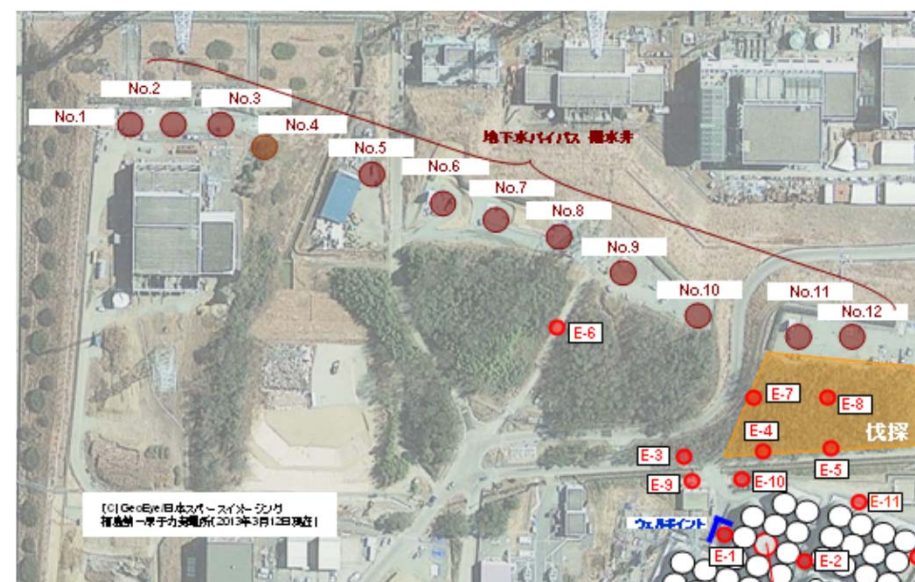 No.1
No.2
No.3
No.4
No.5
No.6
No.7
No.8
No.9
No.10
No.11
No.12
地下水バイパス 揚水井
E-6
E-7
E-8
E-4
E-5
E-3
E-9
E-10
E-11
伐採
ウェルポイント
E-1
E-2
(C)GeoEye/日本スペースイメージング
福島第一原子力発電所(2013年3月12日現在)